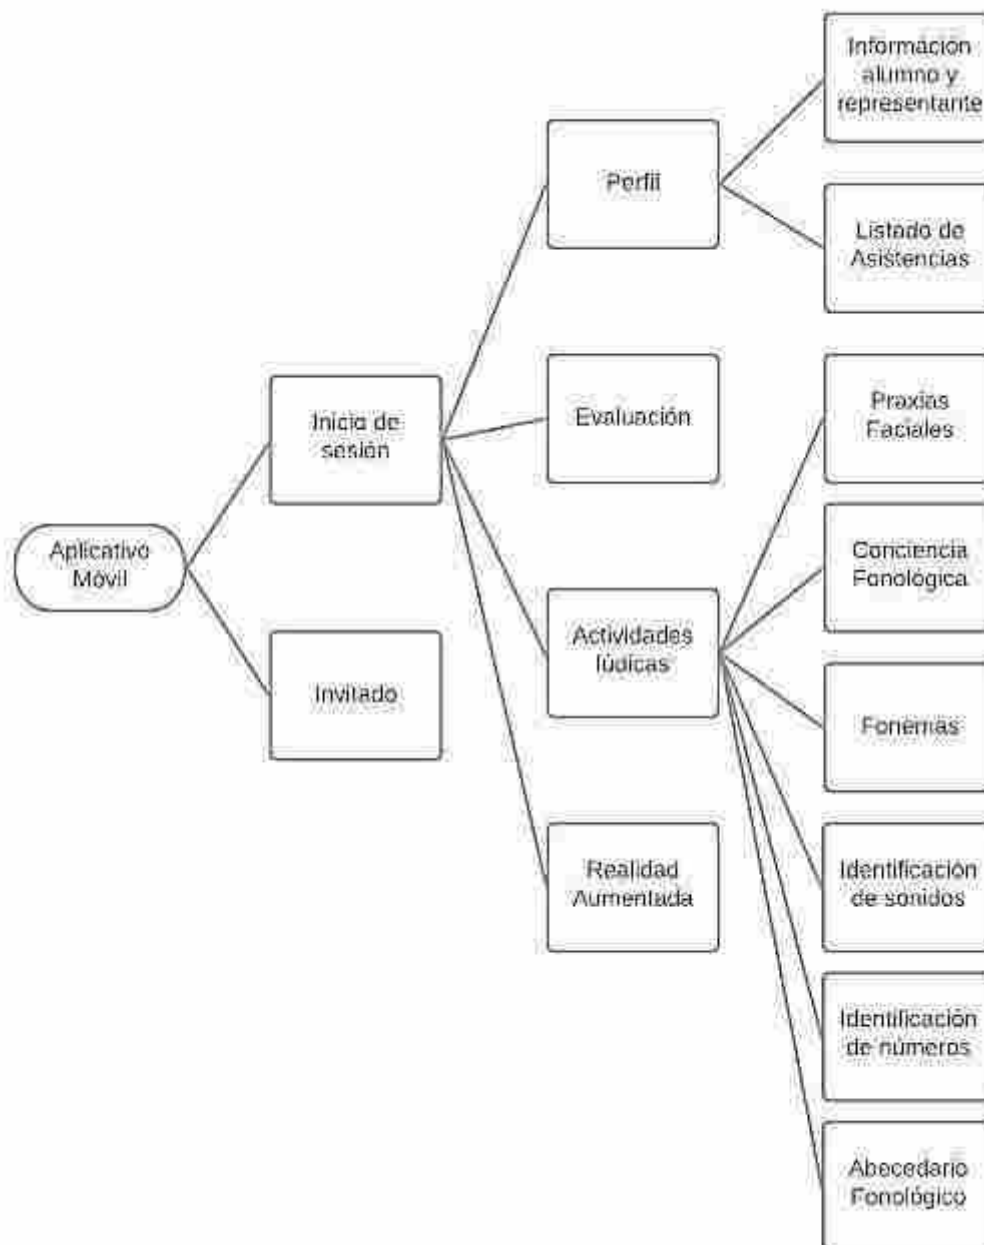 Aplicativo
Móvil
Inicio de
sesión
Invitado
Perfil
Evaluación
Actividades
lúdicas
Realidad
Aumentada
Información
alumno y
representante
Listado de
Asistencias
Praxias
Faciales
Conciencia
Fonológica
Fonemas
Identificación
de sonidos
Identificación
de números
Abecedario
Fonológico